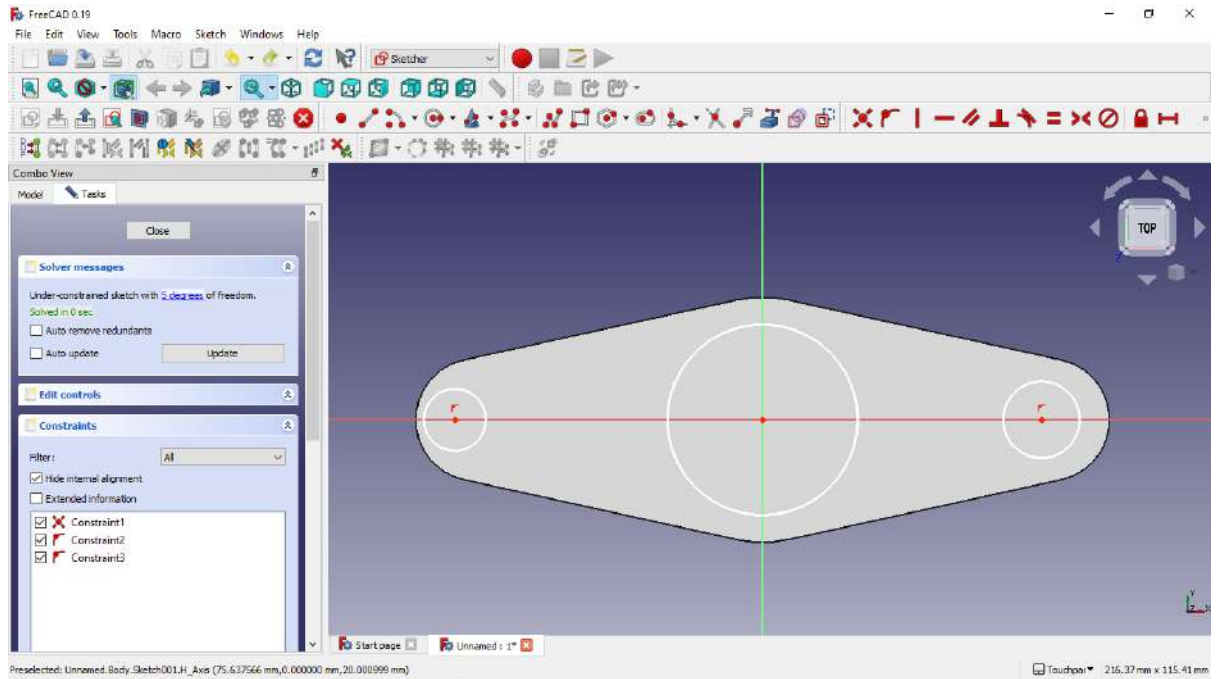 FreeCAD 0.19
File Edit View Tools Macro Sketch Windows Help
Sketcher
Combo View
Model Tasks
Close
Solver messages
Under-constrained sketch with 5 degrees of freedom.
Solved in 0 sec
Auto remove redundants
Auto update Update
Edit controls
Constraints
Filter: All
Hide internal alignment
Extended information
Constraint1
Constraint2
Constraint3
TOP
Z
Y
Z X
Start page Unnamed : 1*
Preselected: Unnamed.Body.Sketch001.H_Axis (75.637566 mm,0.000000 mm,20.000999 mm) Touchpar 216.37 mm x 115.41 mm